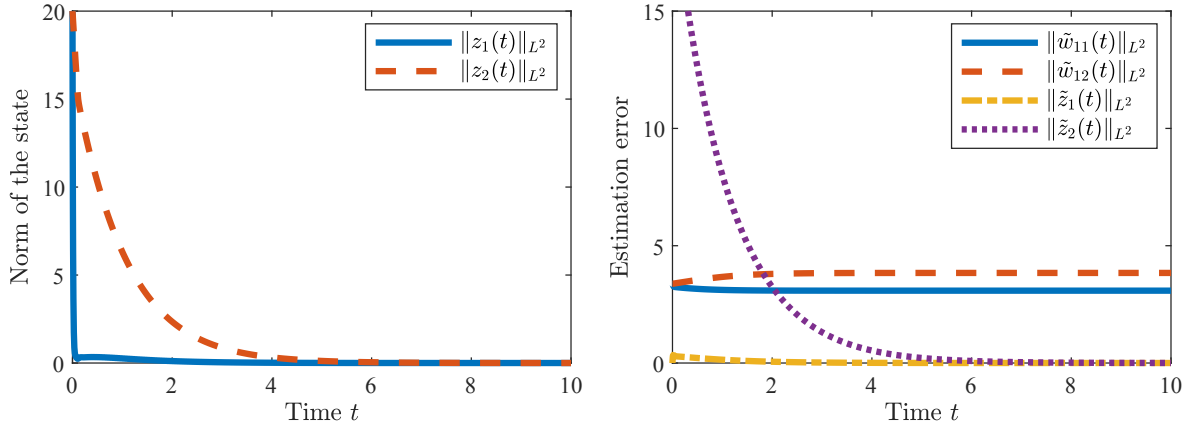 20
15
10
5
0
0
2
4
6
8
10
Norm of the state
Time t
‖z₁(t)‖_{L²}
‖z₂(t)‖_{L²}
15
10
5
0
0
2
4
6
8
10
Estimation error
Time t
‖w̃₁₁(t)‖_{L²}
‖w̃₁₂(t)‖_{L²}
‖z̃₁(t)‖_{L²}
‖z̃₂(t)‖_{L²}